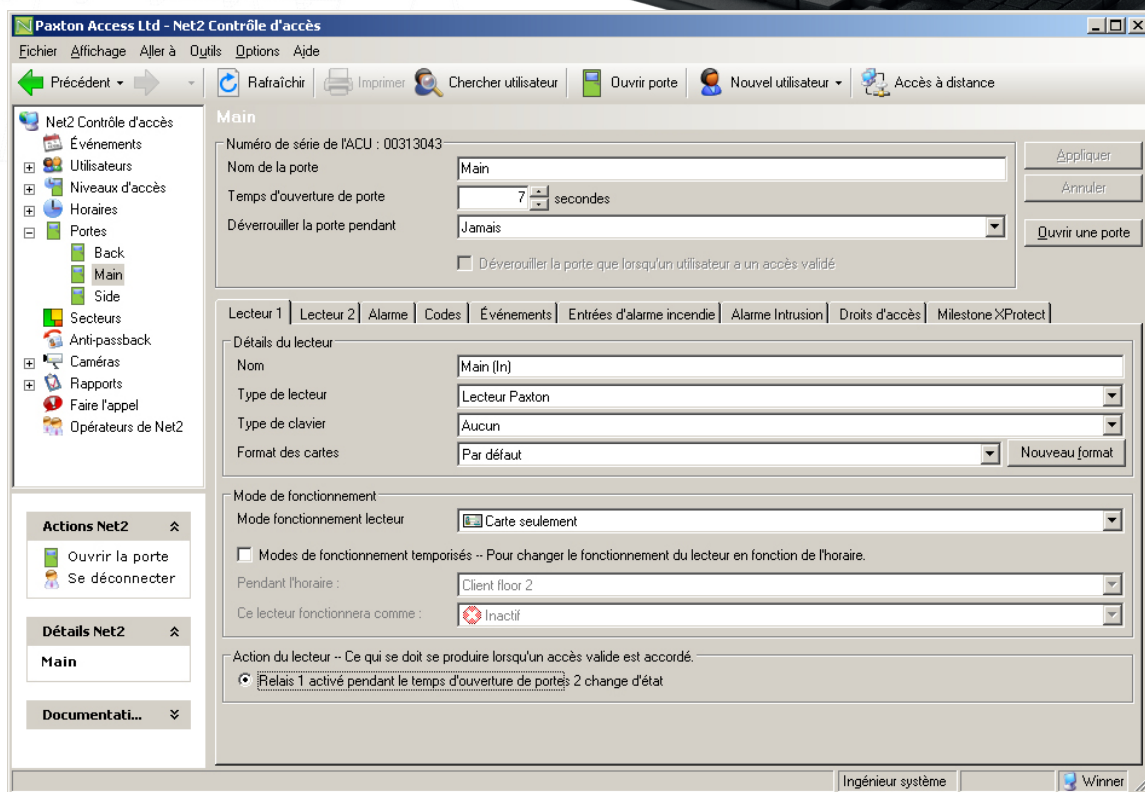 Paxton Access Ltd - Net2 Contrôle d'accès
Fichier Affichage Aller à Outils Options Aide
Précédent Rafraîchir Imprimer Chercher utilisateur Ouvrir porte Nouvel utilisateur Accès à distance
Net2 Contrôle d'accès
Événements
Utilisateurs
Niveaux d'accès
Horaires
Portes
Back
Main
Side
Secteurs
Anti-passback
Caméras
Rapports
Faire l'appel
Opérateurs de Net2
Actions Net2
Ouvrir la porte
Se déconnecter
Détails Net2
Main
Documentati...
Main
Numéro de série de l'ACU : 00313043
Nom de la porte Main
Temps d'ouverture de porte 7 secondes
Déverrouiller la porte pendant Jamais
Déverouiller la porte que lorsqu'un utilisateur a un accès validé
Appliquer
Annuler
Ouvrir une porte
Lecteur 1 Lecteur 2 Alarme Codes Événements Entrées d'alarme incendie Alarme Intrusion Droits d'accès Milestone XProtect
Détails du lecteur
Nom Main (In)
Type de lecteur Lecteur Paxton
Type de clavier Aucun
Format des cartes Par défaut Nouveau format
Mode de fonctionnement
Mode fonctionnement lecteur Carte seulement
Modes de fonctionnement temporisés -- Pour changer le fonctionnement du lecteur en fonction de l'horaire.
Pendant l'horaire : Client floor 2
Ce lecteur fonctionnera comme : Inactif
Action du lecteur -- Ce qui se doit se produire lorsqu'un accès valide est accordé.
Relais 1 activé pendant le temps d'ouverture de portes 2 change d'état
Ingénieur système Winner